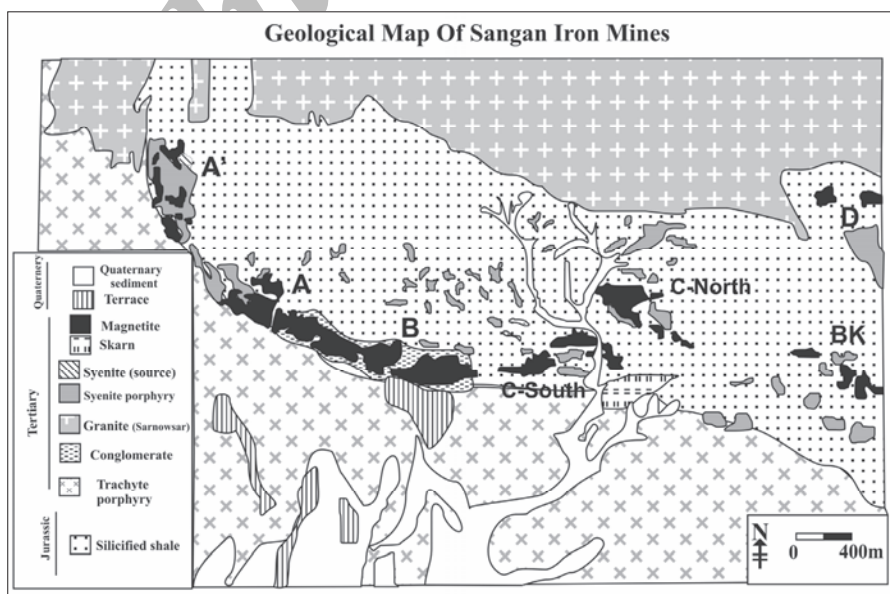 Geological Map Of Sangan Iron Mines
A'
D
A
C-North
B
BK
C-South
Quaternery
Quaternary
sediment
Terrace
Tertiary
Magnetite
Skarn
Syenite (source)
Syenite porphyry
Granite (Sarnowsar)
Conglomerate
Trachyte
porphyry
Jurassic
Silicified shale
N
0 400m